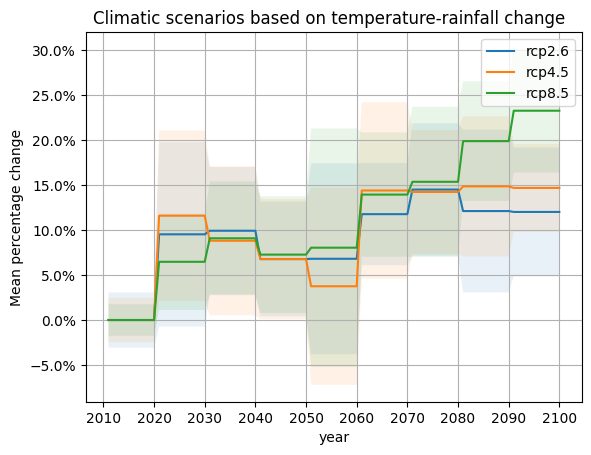 Climatic scenarios based on temperature-rainfall change
30.0%
25.0%
20.0%
15.0%
10.0%
5.0%
0.0%
−5.0%
Mean percentage change
rcp2.6
rcp4.5
rcp8.5
2010 2020 2030 2040 2050 2060 2070 2080 2090 2100
year